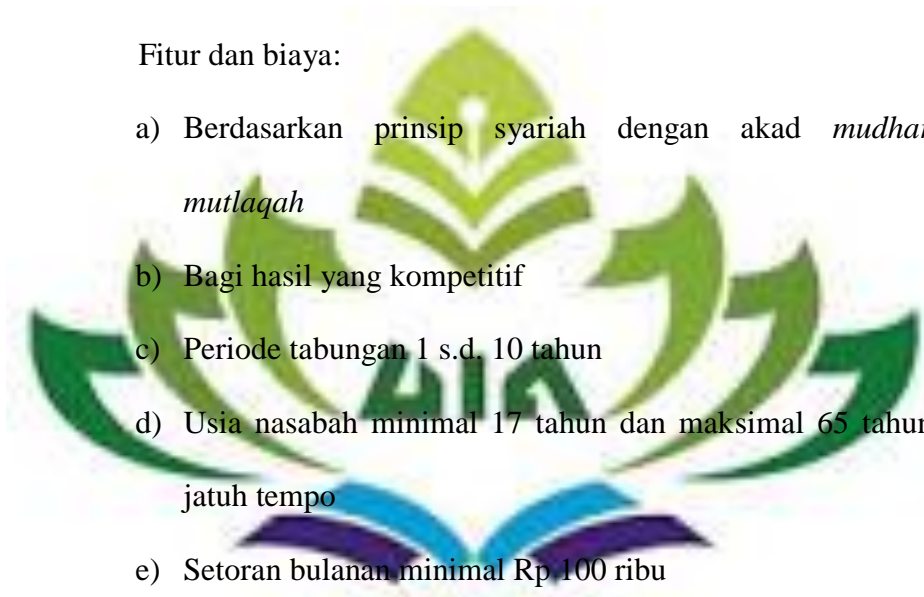 Fitur dan biaya:
a) Berdasarkan prinsip syariah dengan akad
mutlaqah
b) Bagi hasil yang kompetitif
c) Periode tabungan 1 s.d. 10 tahun
d) Usia nasabah minimal 17 tahun dan maksimal 65 tahun
jatuh tempo
e) Setoran bulanan minimal Rp.100 ribu